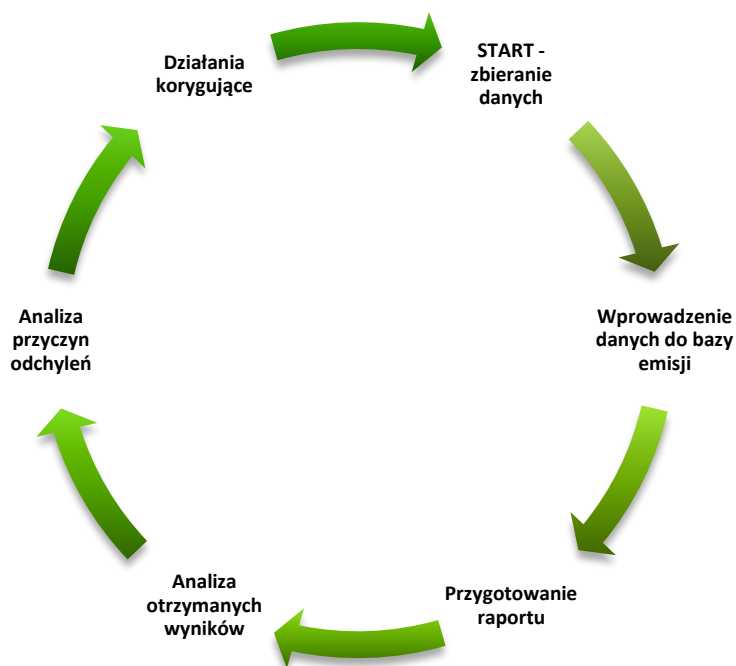 START -
zbieranie
danych
Wprowadzenie
danych do bazy
emisji
Przygotowanie
raportu
Analiza
otrzymanych
wyników
Analiza
przyczyn
odchyleń
Działania
korygujące